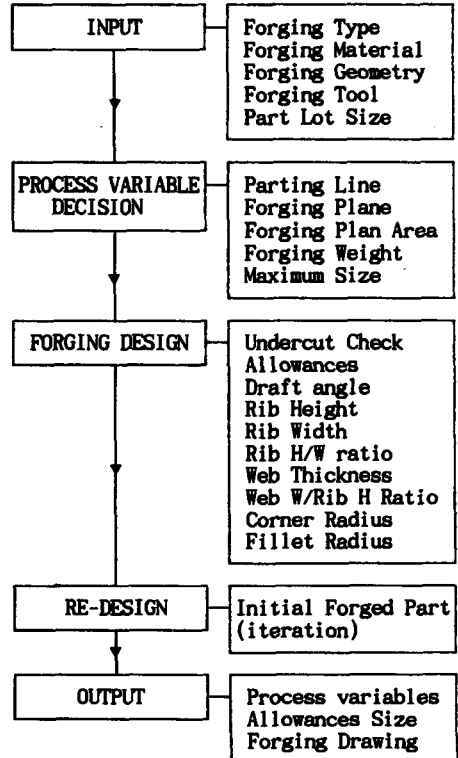 INPUT
Forging Type
Forging Material
Forging Geometry
Forging Tool
Part Lot Size
PROCESS VARIABLE
DECISION
Parting Line
Forging Plane
Forging Plan Area
Forging Weight
Maximum Size
FORGING DESIGN
Undercut Check
Allowances
Draft angle
Rib Height
Rib Width
Rib H/W ratio
Web Thickness
Web W/Rib H Ratio
Corner Radius
Fillet Radius
RE-DESIGN
Initial Forged Part
(iteration)
OUTPUT
Process variables
Allowances Size
Forging Drawing